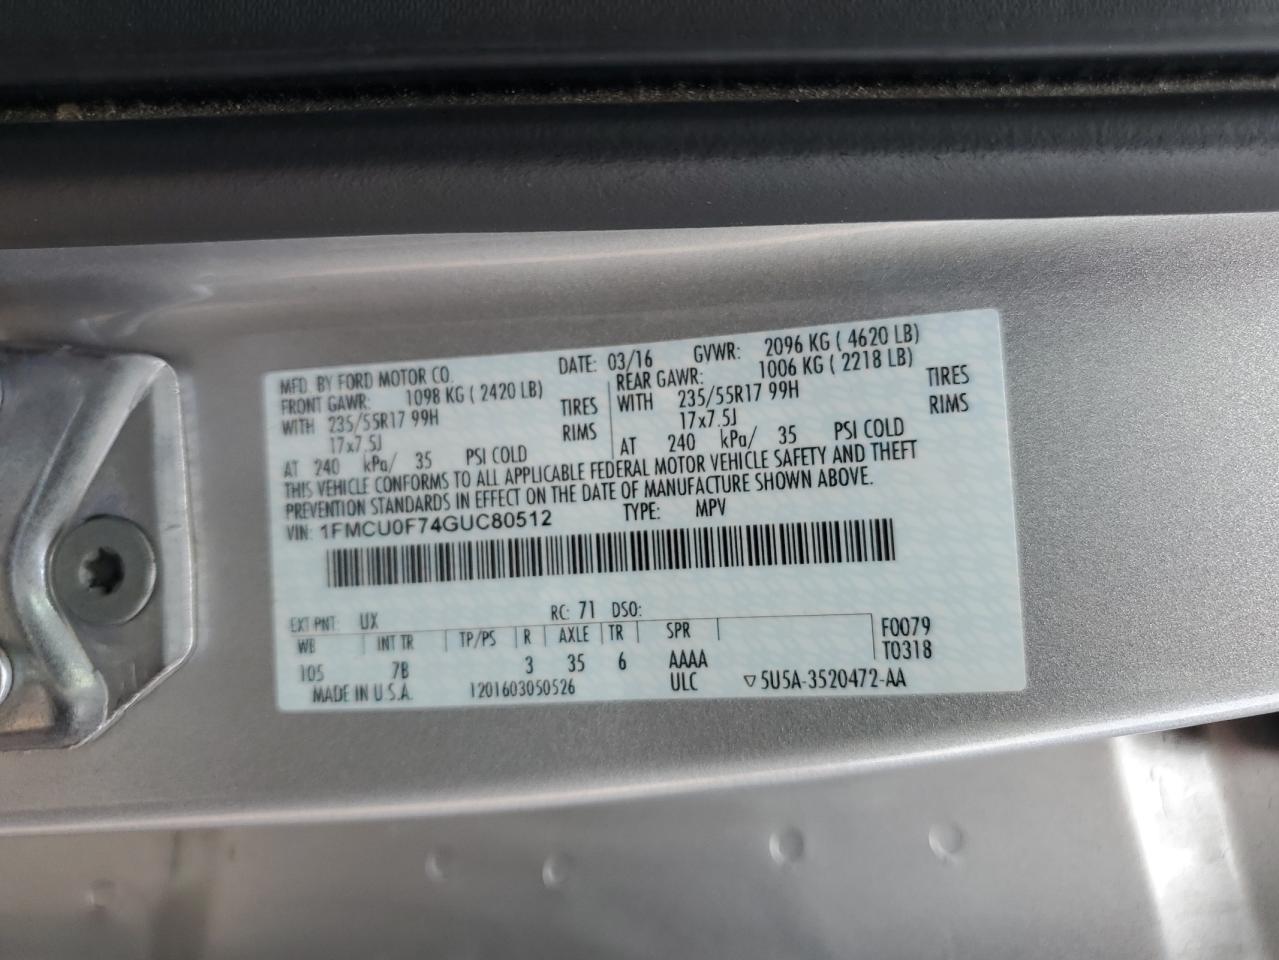 MFD. BY FORD MOTOR CO. DATE: 03/16 GVWR: 2096 KG ( 4620 LB)
FRONT GAWR: 1098 KG ( 2420 LB) REAR GAWR: 1006 KG ( 2218 LB)
WITH 235/55R17 99H TIRES WITH 235/55R17 99H TIRES
17x7.5J RIMS 17x7.5J RIMS
AT 240 kPa/ 35 PSI COLD AT 240 kPa/ 35 PSI COLD
THIS VEHICLE CONFORMS TO ALL APPLICABLE FEDERAL MOTOR VEHICLE SAFETY AND THEFT
PREVENTION STANDARDS IN EFFECT ON THE DATE OF MANUFACTURE SHOWN ABOVE.
VIN: 1FMCU0F74GUC80512 TYPE: MPV
EXT PNT: UX RC: 71 DSO:
WB INT TR TP/PS R AXLE TR SPR F0079
105 7B 3 35 6 AAAA T0318
MADE IN U.S.A. 1201603050526 ULC ▽5U5A-3520472-AA